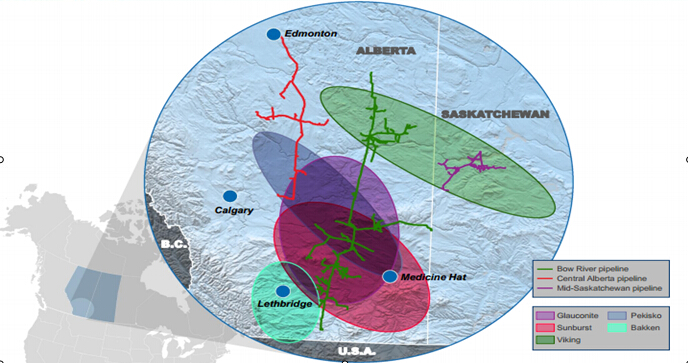 Edmonton
ALBERTA
SASKATCHEWAN
Calgary
B.C.
Medicine Hat
Lethbridge
U.S.A.
Bow River pipeline
Central Alberta pipeline
Mid-Saskatchewan pipeline
Glauconite Pekisko
Sunburst Bakken
Viking